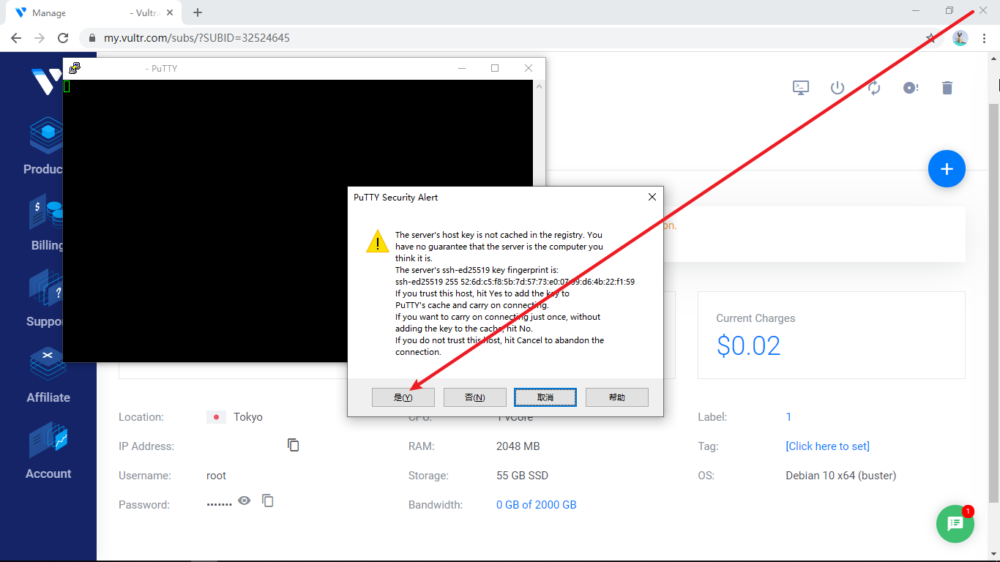 Manage
- Vultr.
my.vultr.com/subs/?SUBID=32524645
- PuTTY
Produc
Billing
Suppo
Affiliate
Account
PuTTY Security Alert
The server's host key is not cached in the registry. You
have no guarantee that the server is the computer you
think it is.
The server's ssh-ed25519 key fingerprint is:
ssh-ed25519 255 52:6d:c5:f8:5b:7d:57:73:e0:07:99:d6:4b:22:f1:59
If you trust this host, hit Yes to add the key to
PuTTY's cache and carry on connecting.
If you want to carry on connecting just once, without
adding the key to the cache, hit No.
If you do not trust this host, hit Cancel to abandon the
connection.
是(Y)
否(N)
取消
帮助
on.
Current Charges
$0.02
Location:
Tokyo
IP Address:
Username:
root
Password:
•••••••
CPU:
1 vCore
RAM:
2048 MB
Storage:
55 GB SSD
Bandwidth:
0 GB of 2000 GB
Label:
1
Tag:
[Click here to set]
OS:
Debian 10 x64 (buster)
1